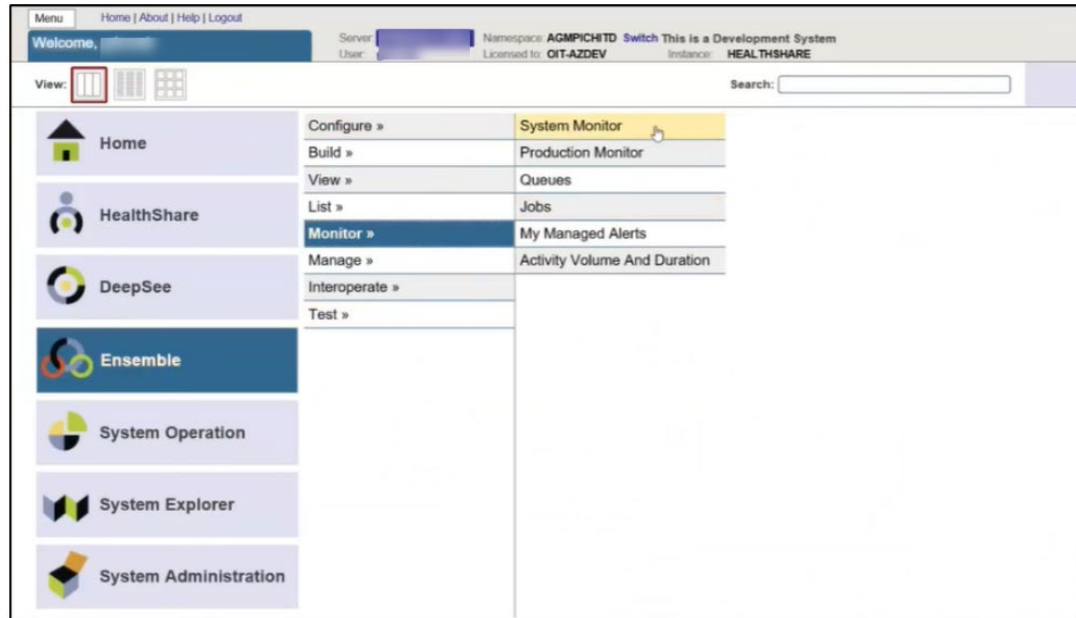 Menu Home | About | Help | Logout
Welcome,
Server: Namespace: AGMPICHITD Switch This is a Development System
User: Licensed to: OIT-AZDEV Instance: HEALTHSHARE
View: Search:
Home
HealthShare
DeepSee
Ensemble
System Operation
System Explorer
System Administration
Configure »
Build »
View »
List »
Monitor »
Manage »
Interoperate »
Test »
System Monitor
Production Monitor
Queues
Jobs
My Managed Alerts
Activity Volume And Duration